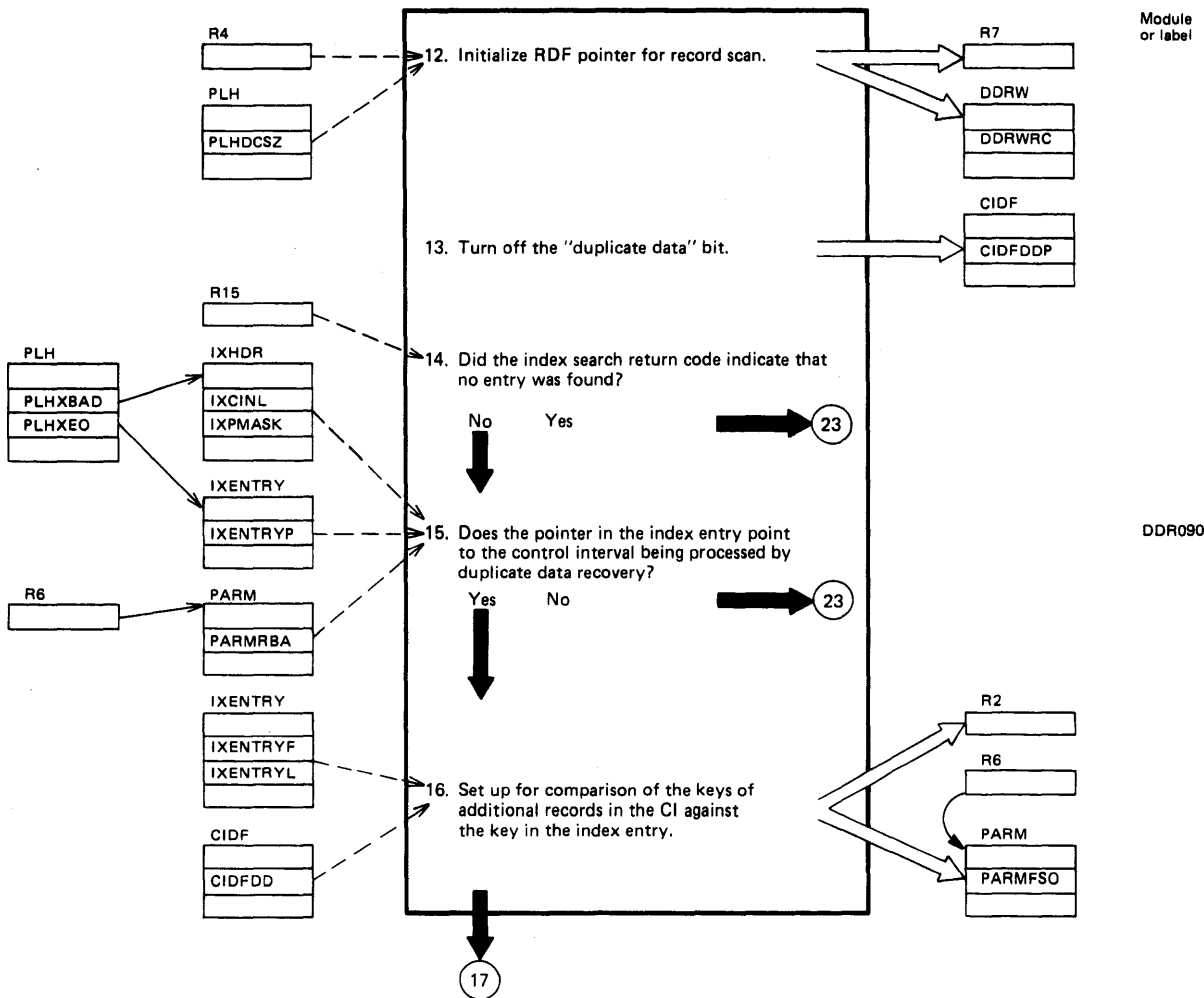 Module
or label
R4
12. Initialize RDF pointer for record scan.
R7
PLH
PLHDCSZ
DDRW
DDRWRC
CIDF
13. Turn off the "duplicate data" bit.
CIDFDDP
R15
PLH
PLHXBAD
PLHXEO
IXHDR
IXCINL
IXPMASK
14. Did the index search return code indicate that
no entry was found?
No Yes
23
IXENTRY
IXENTRYP
15. Does the pointer in the index entry point
to the control interval being processed by
duplicate data recovery?
DDR090
Yes No
23
R6
PARM
PARMRBA
IXENTRY
IXENTRYF
IXENTRYL
R2
R6
16. Set up for comparison of the keys of
additional records in the CI against
the key in the index entry.
CIDF
CIDFDD
PARM
PARMFSO
17